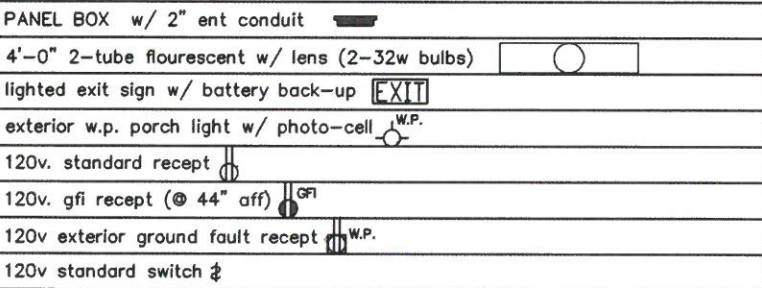 PANEL BOX w/ 2" ent conduit
4'-0" 2-tube flourescent w/ lens (2-32w bulbs)
lighted exit sign w/ battery back-up EXIT
exterior w.p. porch light w/ photo-cell W.P.
120v. standard recept
120v. gfi recept (@ 44" aff) GFI
120v exterior ground fault recept W.P.
120v standard switch $